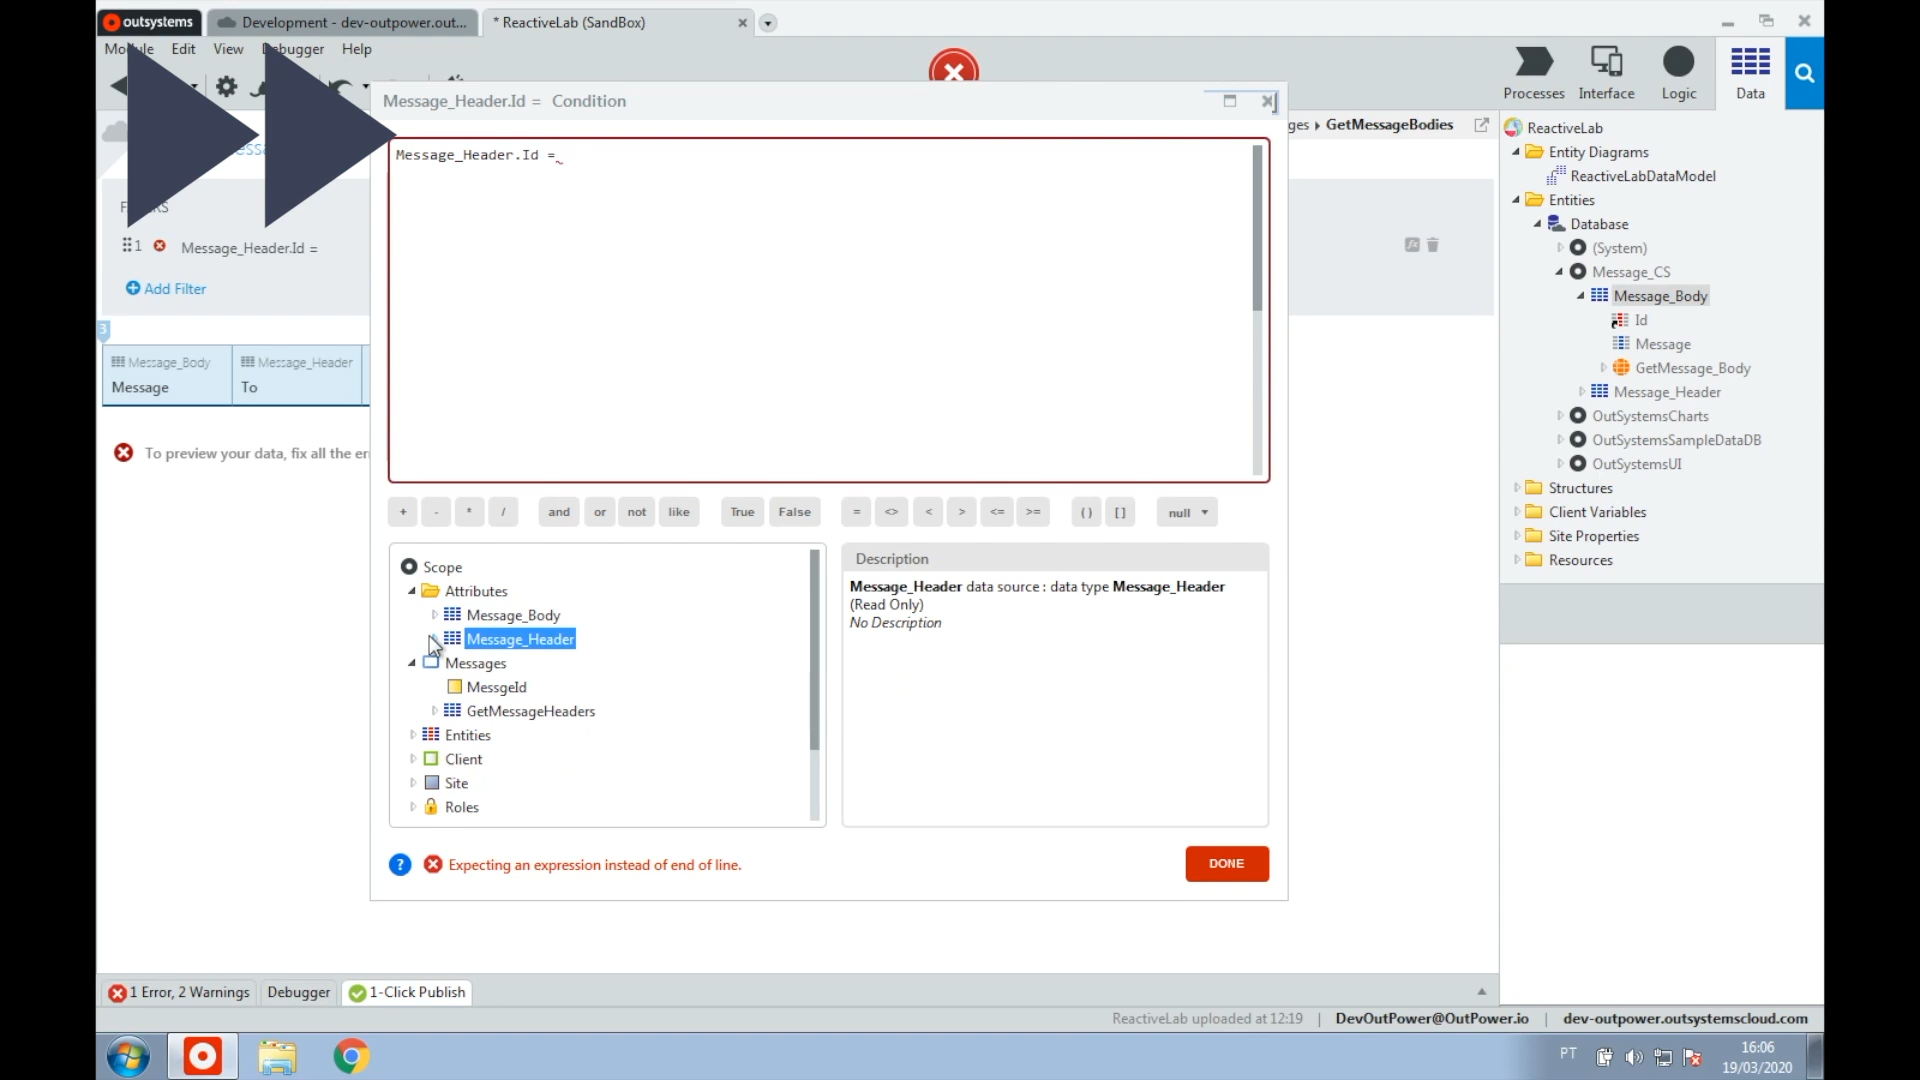 outsystems
Development - dev-outpower.out...
* ReactiveLab (SandBox)
Module Edit View Debugger Help
Processes
Interface
Logic
Data
Message_Header.Id = Condition
ges GetMessageBodies
Message_Header.Id =
1 Message_Header.Id =
Add Filter
3
Message_Body
Message
Message_Header
To
To preview your data, fix all the er
+ - * / and or not like True False = <> < > <= >= ( ) [ ] null
Scope
Attributes
Message_Body
Message_Header
Messages
MessgeId
GetMessageHeaders
Entities
Client
Site
Roles
Description
Message_Header data source : data type Message_Header
(Read Only)
No Description
? Expecting an expression instead of end of line.
DONE
ReactiveLab
Entity Diagrams
ReactiveLabDataModel
Entities
Database
(System)
Message_CS
Message_Body
Id
Message
GetMessage_Body
Message_Header
OutSystemsCharts
OutSystemsSampleDataDB
OutSystemsUI
Structures
Client Variables
Site Properties
Resources
1 Error, 2 Warnings
Debugger
1-Click Publish
ReactiveLab uploaded at 12:19 | DevOutPower@OutPower.io | dev-outpower.outsystemscloud.com
PT
16:06
19/03/2020